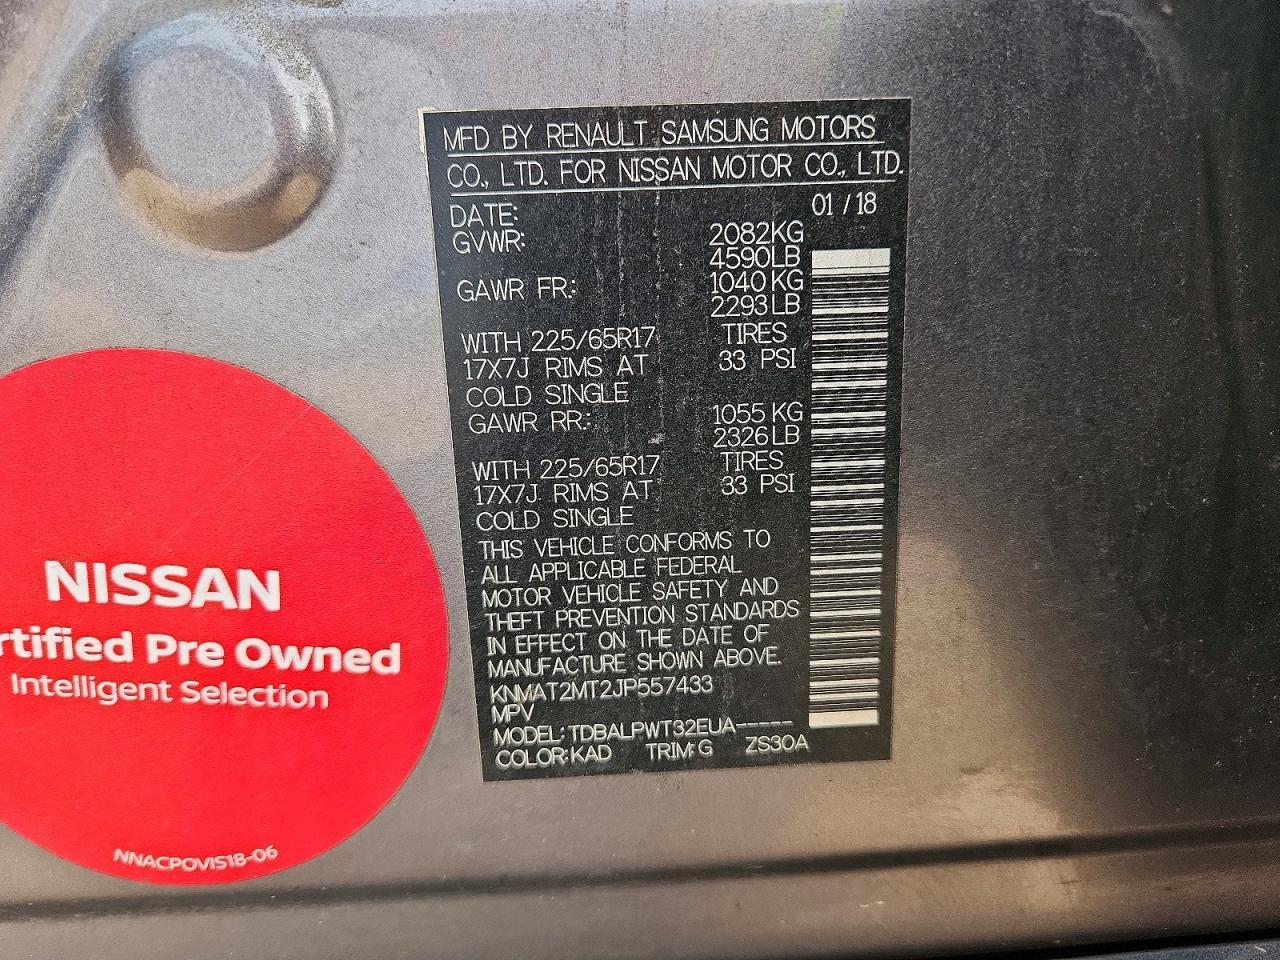 MFD BY RENAULT SAMSUNG MOTORS
CO., LTD. FOR NISSAN MOTOR CO., LTD.
DATE: 01 / 18
GVWR: 2082KG
4590LB
GAWR FR: 1040 KG
2293 LB
WITH 225/65R17 TIRES
17X7J RIMS AT 33 PSI
COLD SINGLE
GAWR RR: 1055 KG
2326 LB
WITH 225/65R17 TIRES
17X7J RIMS AT 33 PSI
COLD SINGLE
THIS VEHICLE CONFORMS TO
ALL APPLICABLE FEDERAL
MOTOR VEHICLE SAFETY AND
THEFT PREVENTION STANDARDS
IN EFFECT ON THE DATE OF
MANUFACTURE SHOWN ABOVE.
KNMAT2MT2JP557433
MPV
MODEL: TDBALPWT32EUA-----
COLOR: KAD TRIM: G ZS30A
NISSAN
rtified Pre Owned
Intelligent Selection
NNACPOVIS18-06